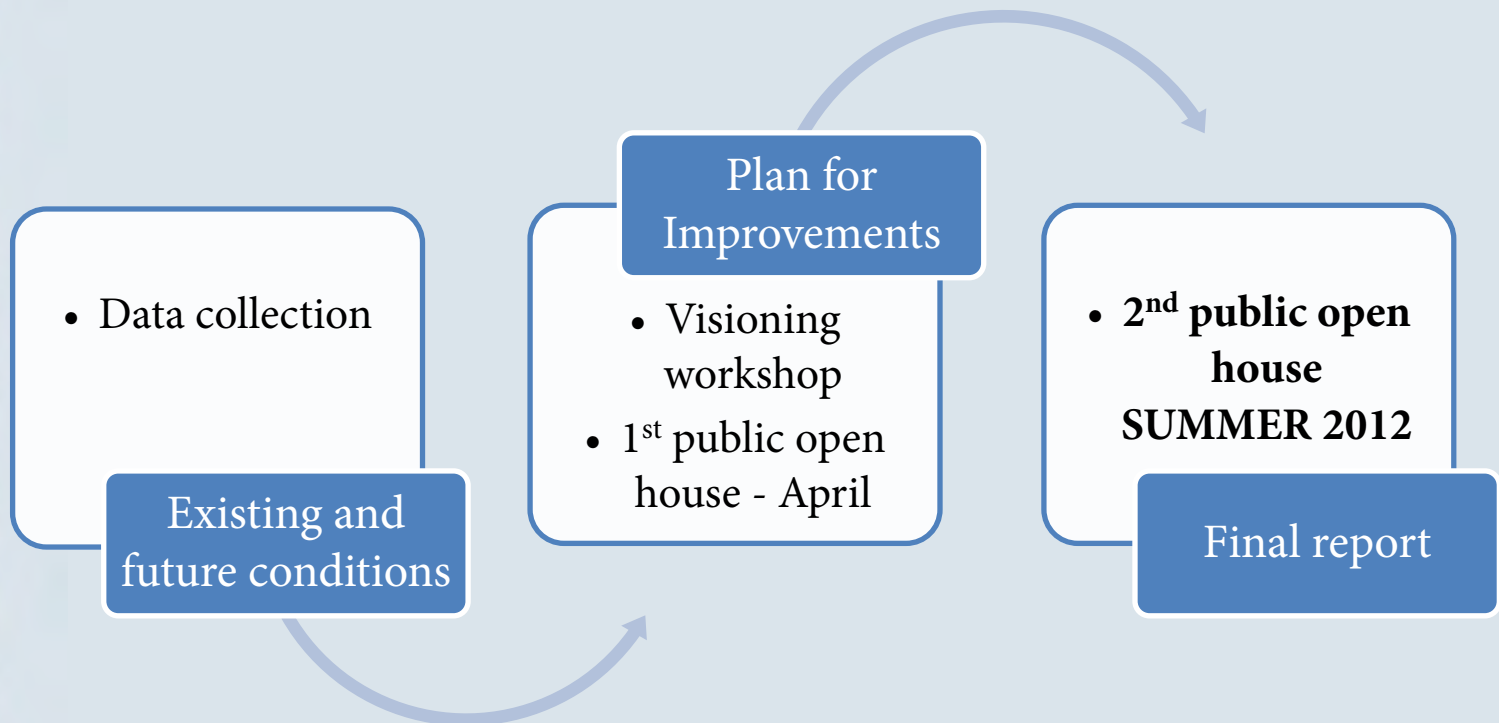 • Data collection
Existing and
future conditions
Plan for
Improvements
• Visioning
workshop
• 1st public open
house - April
• 2nd public open
house
SUMMER 2012
Final report